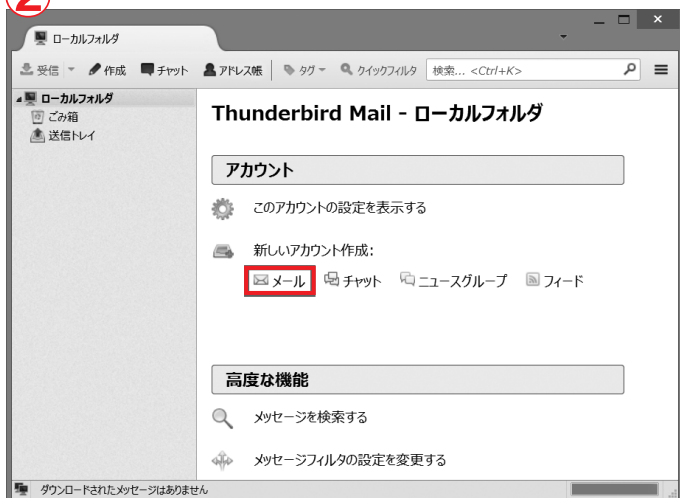 ②
ローカルフォルダ
受信 作成 チャット アドレス帳 タグ クイックフィルタ 検索... <Ctrl+K>
ローカルフォルダ
ごみ箱
送信トレイ
Thunderbird Mail - ローカルフォルダ
アカウント
このアカウントの設定を表示する
新しいアカウント作成:
メール チャット ニュースグループ フィード
高度な機能
メッセージを検索する
メッセージフィルタの設定を変更する
ダウンロードされたメッセージはありません